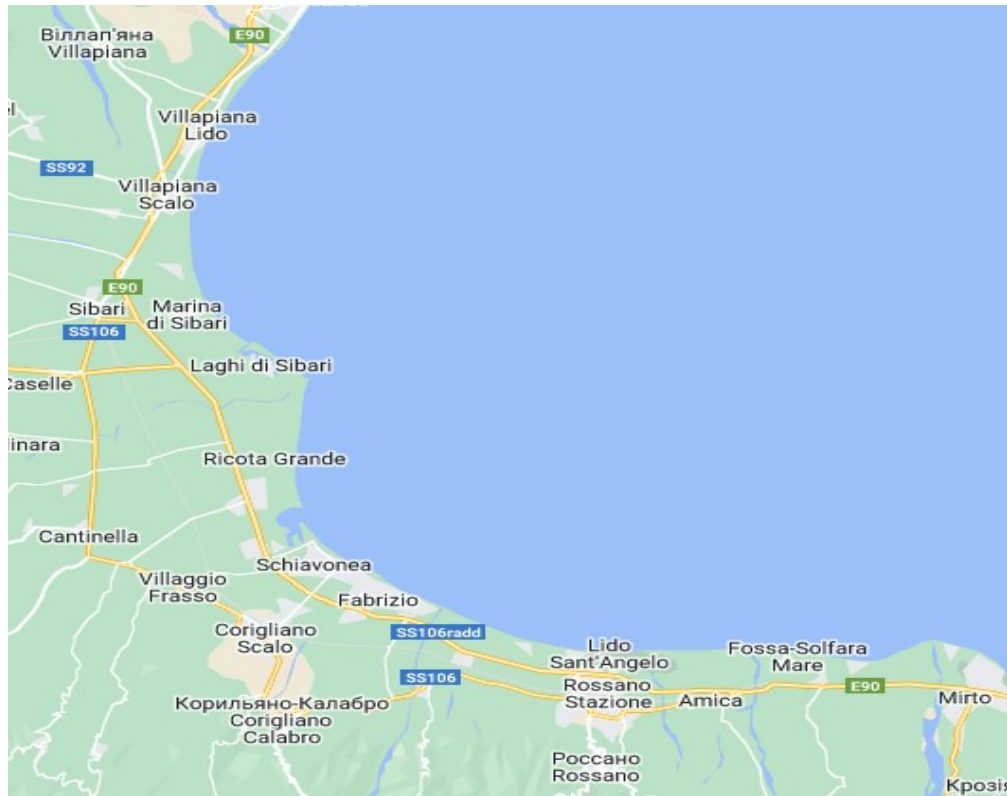 Віллап'яна
Villapiana
E90
Villapiana
Lido
SS92
Villapiana
Scalo
E90
Sibari
Marina
di Sibari
SS106
Laghi di Sibari
Caselle
Ricota Grande
Cantinella
Schiavonea
Villaggio
Frasso
Fabrizio
Corigliano
Scalo
SS106radd
Lido
Sant'Angelo
Fossa-Solfara
Mare
SS106
Rossano
Stazione
Amica
E90
Mirto
Корильяно-Калабро
Corigliano
Calabro
Россано
Rossano